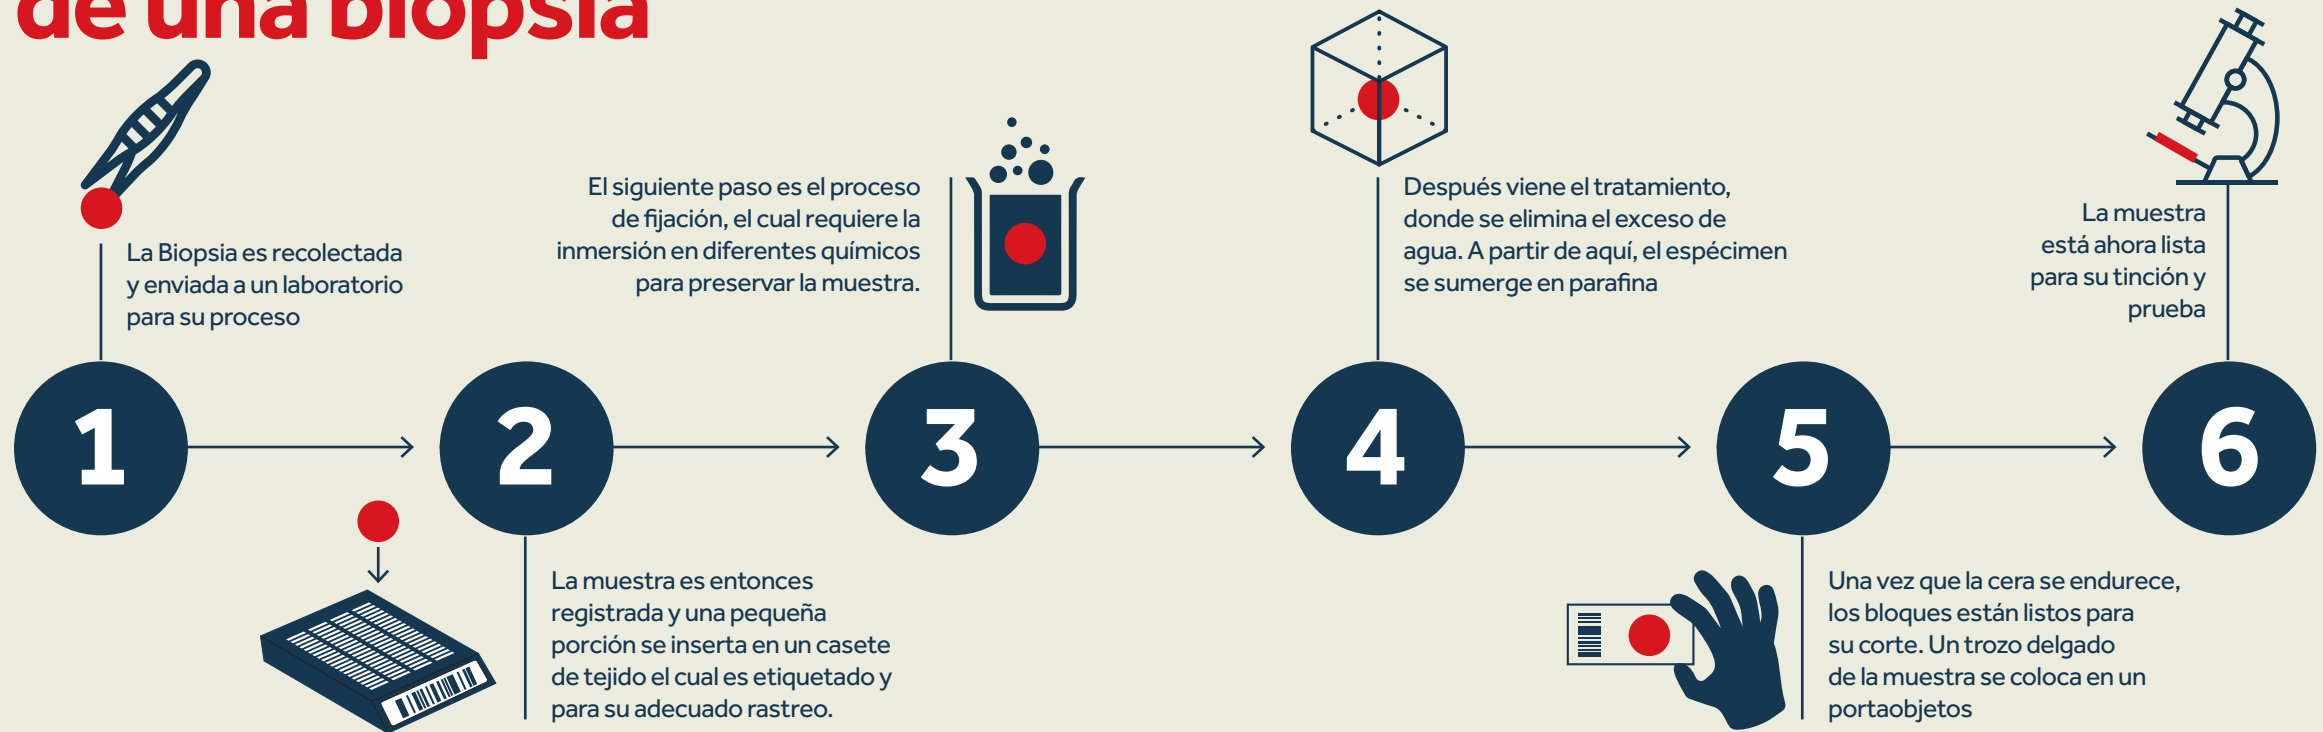 de una biopsia
La Biopsia es recolectada
y enviada a un laboratorio
para su proceso
1
2
La muestra es entonces
registrada y una pequeña
porción se inserta en un casete
de tejido el cual es etiquetado y
para su adecuado rastreo.
El siguiente paso es el proceso
de fijación, el cual requiere la
inmersión en diferentes químicos
para preservar la muestra.
3
Después viene el tratamiento,
donde se elimina el exceso de
agua. A partir de aquí, el espécimen
se sumerge en parafina
4
5
Una vez que la cera se endurece,
los bloques están listos para
su corte. Un trozo delgado
de la muestra se coloca en un
portaobjetos
La muestra
está ahora lista
para su tinción y
prueba
6